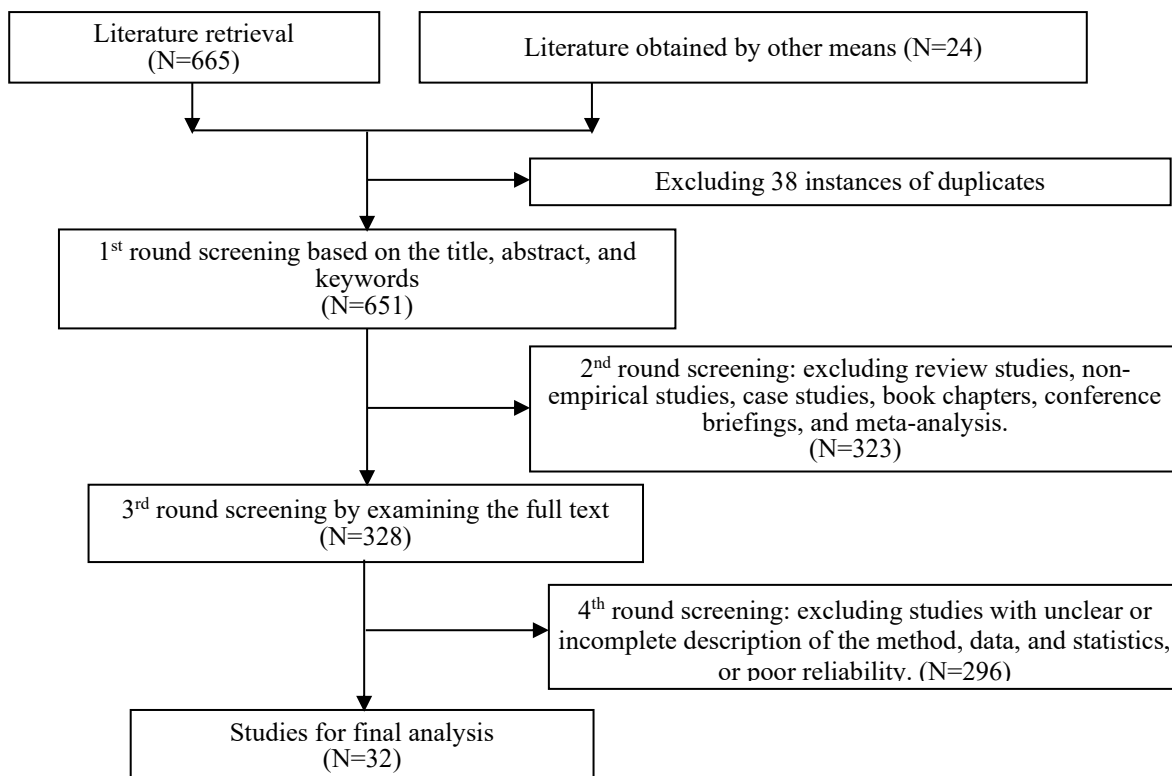 Literature retrieval
(N=665)
Literature obtained by other means (N=24)
Excluding 38 instances of duplicates
1st round screening based on the title, abstract, and
keywords
(N=651)
2nd round screening: excluding review studies, non-
empirical studies, case studies, book chapters, conference
briefings, and meta-analysis.
(N=323)
3rd round screening by examining the full text
(N=328)
4th round screening: excluding studies with unclear or
incomplete description of the method, data, and statistics,
or poor reliability. (N=296)
Studies for final analysis
(N=32)